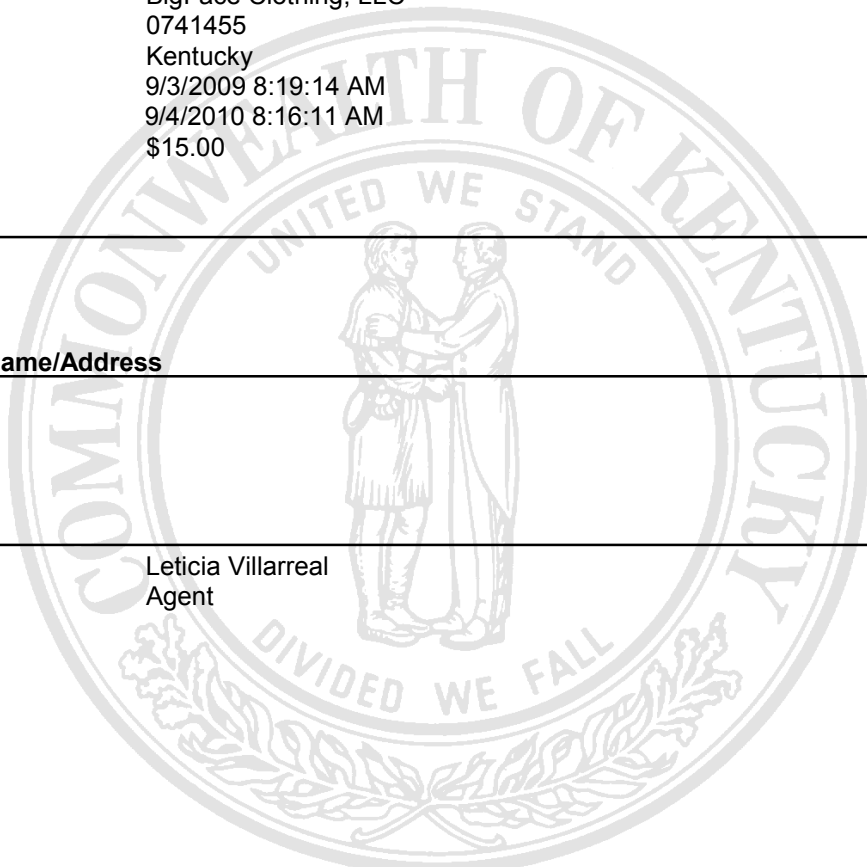 BigFace Clothing, LLC
0741455
Kentucky
9/3/2009 8:19:14 AM
9/4/2010 8:16:11 AM
$15.00
COMMONWEALTH OF KENTUCKY
UNITED WE STAND
ame/Address
Leticia Villarreal
Agent
DIVIDED WE FALL